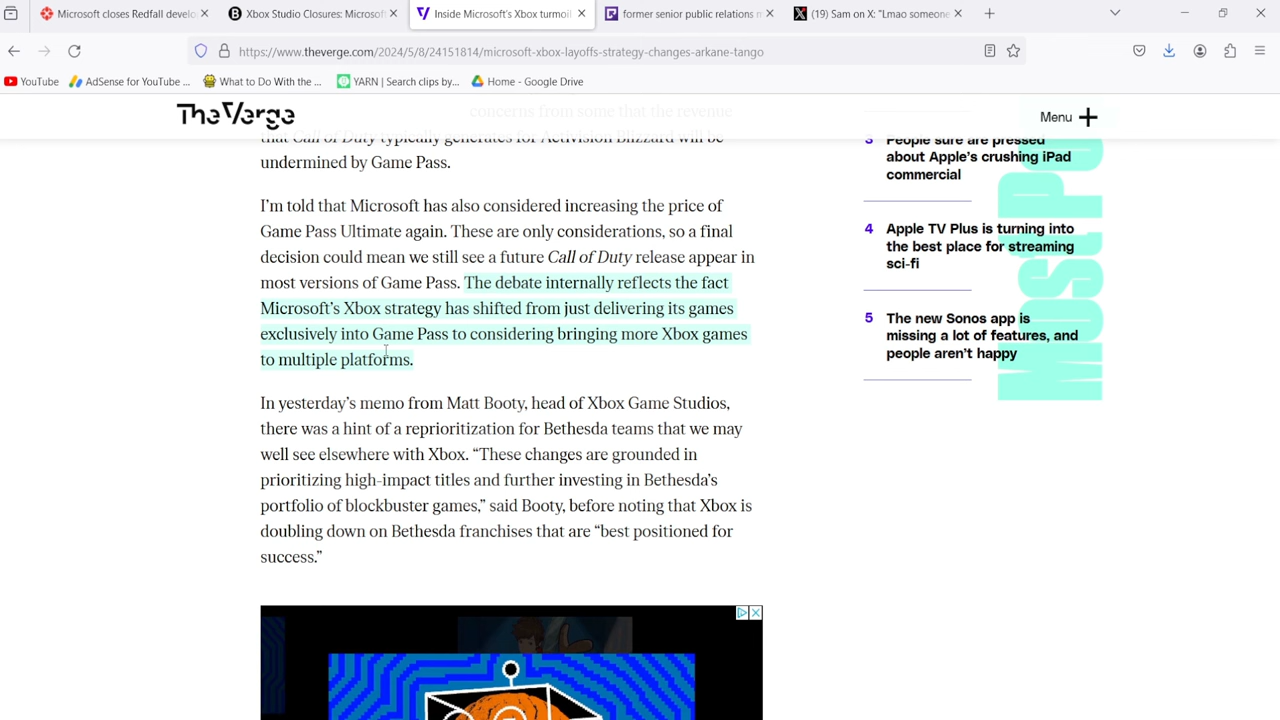 Microsoft closes Redfall develo
Xbox Studio Closures: Microsof
Inside Microsoft's Xbox turmoil
former senior public relations m
(19) Sam on X: "Lmao someone
https://www.theverge.com/2024/5/8/24151814/microsoft-xbox-layoffs-strategy-changes-arkane-tango
YouTube
AdSense for YouTube ...
What to Do With the ...
YARN | Search clips by...
Home - Google Drive
TheVerge
Menu
concerns from some that the revenue
that Call of Duty typically generates for Activision Blizzard will be
undermined by Game Pass.
I'm told that Microsoft has also considered increasing the price of
Game Pass Ultimate again. These are only considerations, so a final
decision could mean we still see a future Call of Duty release appear in
most versions of Game Pass. The debate internally reflects the fact
Microsoft's Xbox strategy has shifted from just delivering its games
exclusively into Game Pass to considering bringing more Xbox games
to multiple platforms.
In yesterday's memo from Matt Booty, head of Xbox Game Studios,
there was a hint of a reprioritization for Bethesda teams that we may
well see elsewhere with Xbox. “These changes are grounded in
prioritizing high-impact titles and further investing in Bethesda's
portfolio of blockbuster games,” said Booty, before noting that Xbox is
doubling down on Bethesda franchises that are “best positioned for
success.”
3 People sure are pressed
about Apple's crushing iPad
commercial
4 Apple TV Plus is turning into
the best place for streaming
sci-fi
5 The new Sonos app is
missing a lot of features, and
people aren't happy